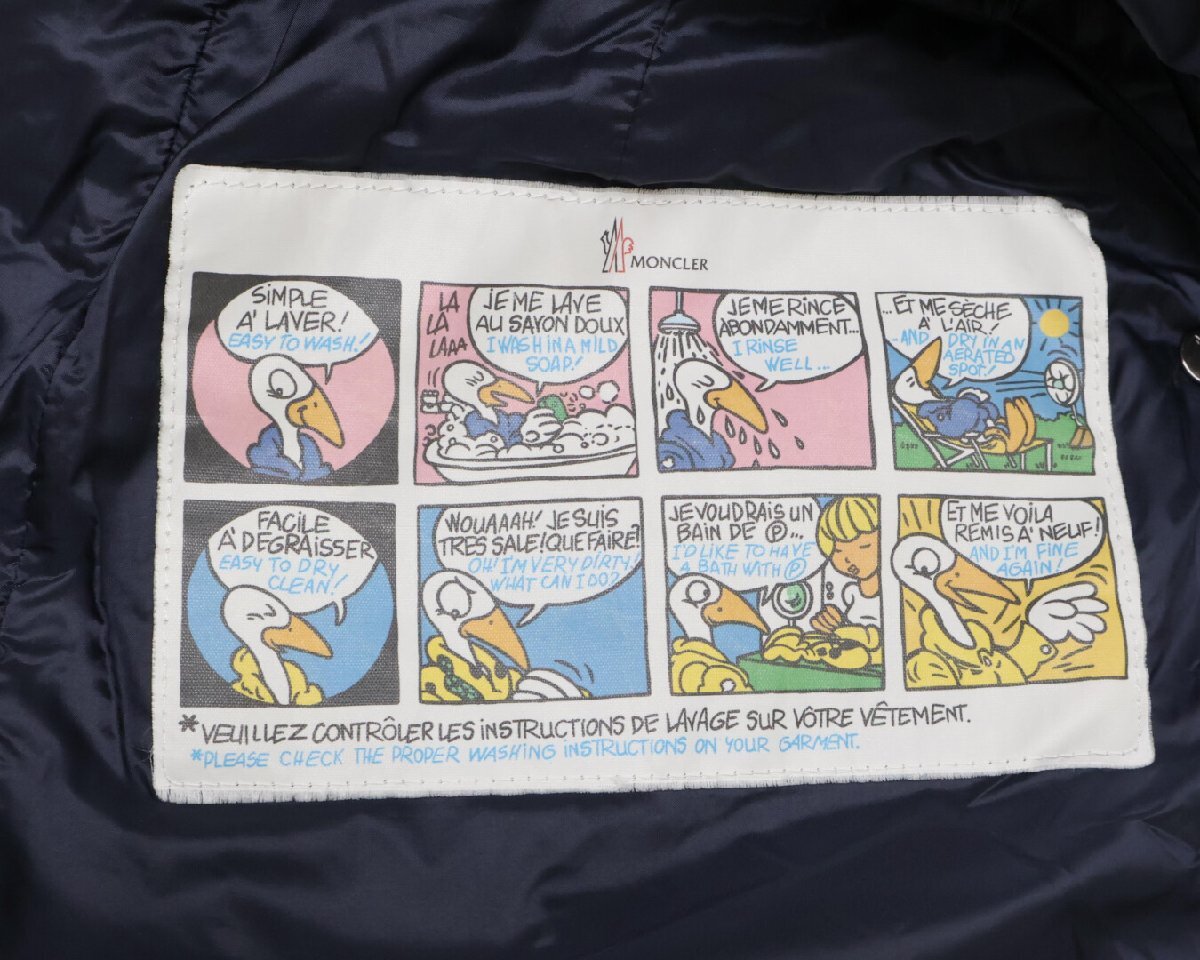 MONCLER
SIMPLE
A' LAVER!
EASY TO WASH!
LA
LA
LAAA
JE ME LAVE
AU SAVON DOUX
I WASH IN A MILD
SOAP!
JE ME RINCE
ABONDAMMENT...
I RINSE
WELL...
...ET ME SÈCHE
A' L'AIR!
...AND I DRY IN AN
AERATED
SPOT!
FACILE
A' DEGRAISSER
EASY TO DRY
CLEAN!
WOUAAAH! JE SUIS
TRES SALE! QUE FAIRE?
OH! I'M VERY DIRTY!
WHAT CAN I DO?
JE VOUDRAIS UN
BAIN DE Ⓟ...
I'D LIKE TO HAVE
A BATH WITH Ⓟ
ET ME VOILA
REMIS A' NEUF!
AND I'M FINE
AGAIN!
*VEUILLEZ CONTRÔLER LES INSTRUCTIONS DE LAVAGE SUR VÔTRE VÊTEMENT.
*PLEASE CHECK THE PROPER WASHING INSTRUCTIONS ON YOUR GARMENT.